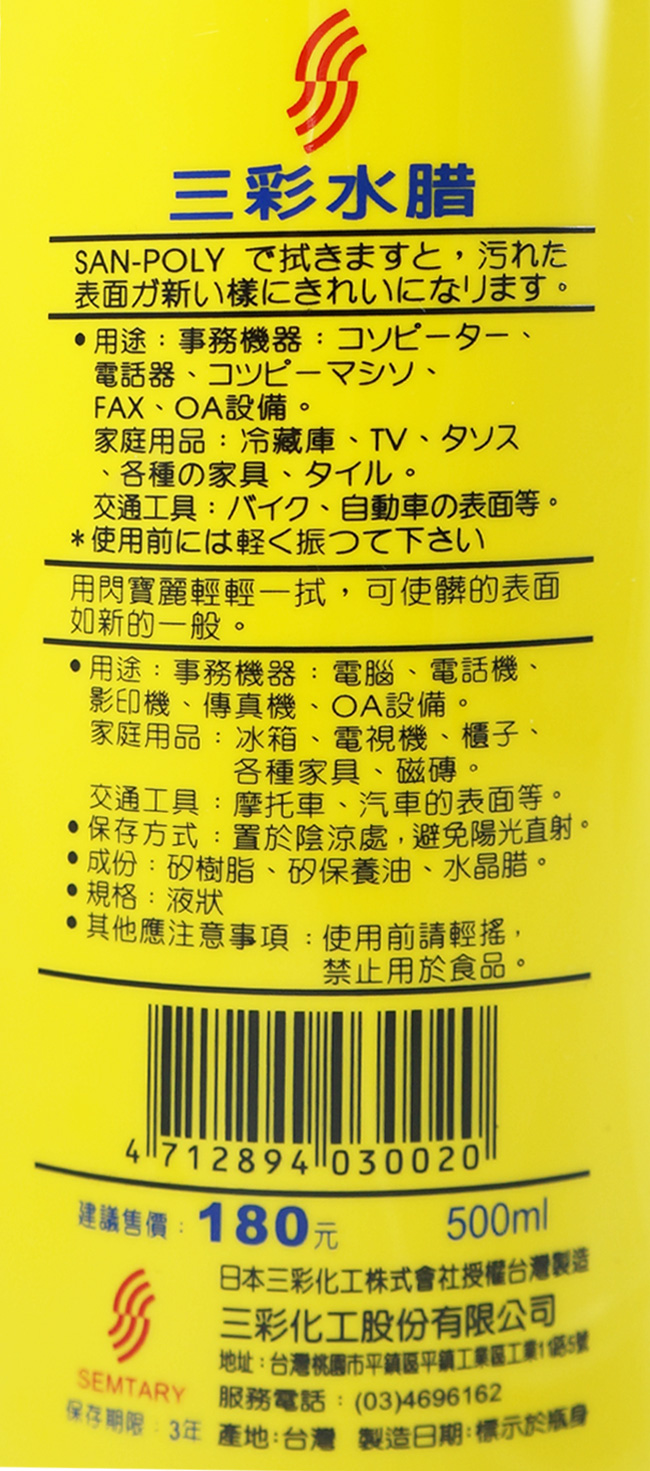 三彩水腊
SAN-POLY で拭きますと，汚れた
表面が新い様にきれいになります。
•用途：事務機器：コソピーター、
電話器、コツピーマシソ、
FAX、OA設備。
家庭用品：冷藏庫、TV、タソス
、各種の家具、タイル。
交通工具：バイク、自動車の表面等。
*使用前には軽く振つて下さい
用閃寶麗輕輕一拭，可使髒的表面
如新的一般。
•用途：事務機器：電腦、電話機、
影印機、傳真機、OA設備。
家庭用品：冰箱、電視機、櫃子、
各種家具、磁磚。
交通工具：摩托車、汽車的表面等。
•保存方式：置於陰涼處，避免陽光直射。
•成份：矽樹脂、矽保養油、水晶腊。
•規格：液狀
•其他應注意事項：使用前請輕搖，
禁止用於食品。
4 712894 030020
建議售價：180元 500ml
日本三彩化工株式會社授權台灣製造
三彩化工股份有限公司
地址：台灣桃園市平鎮區平鎮工業區工業11路5號
SEMTARY
服務電話：(03)4696162
保存期限：3年 產地：台灣 製造日期：標示於瓶身